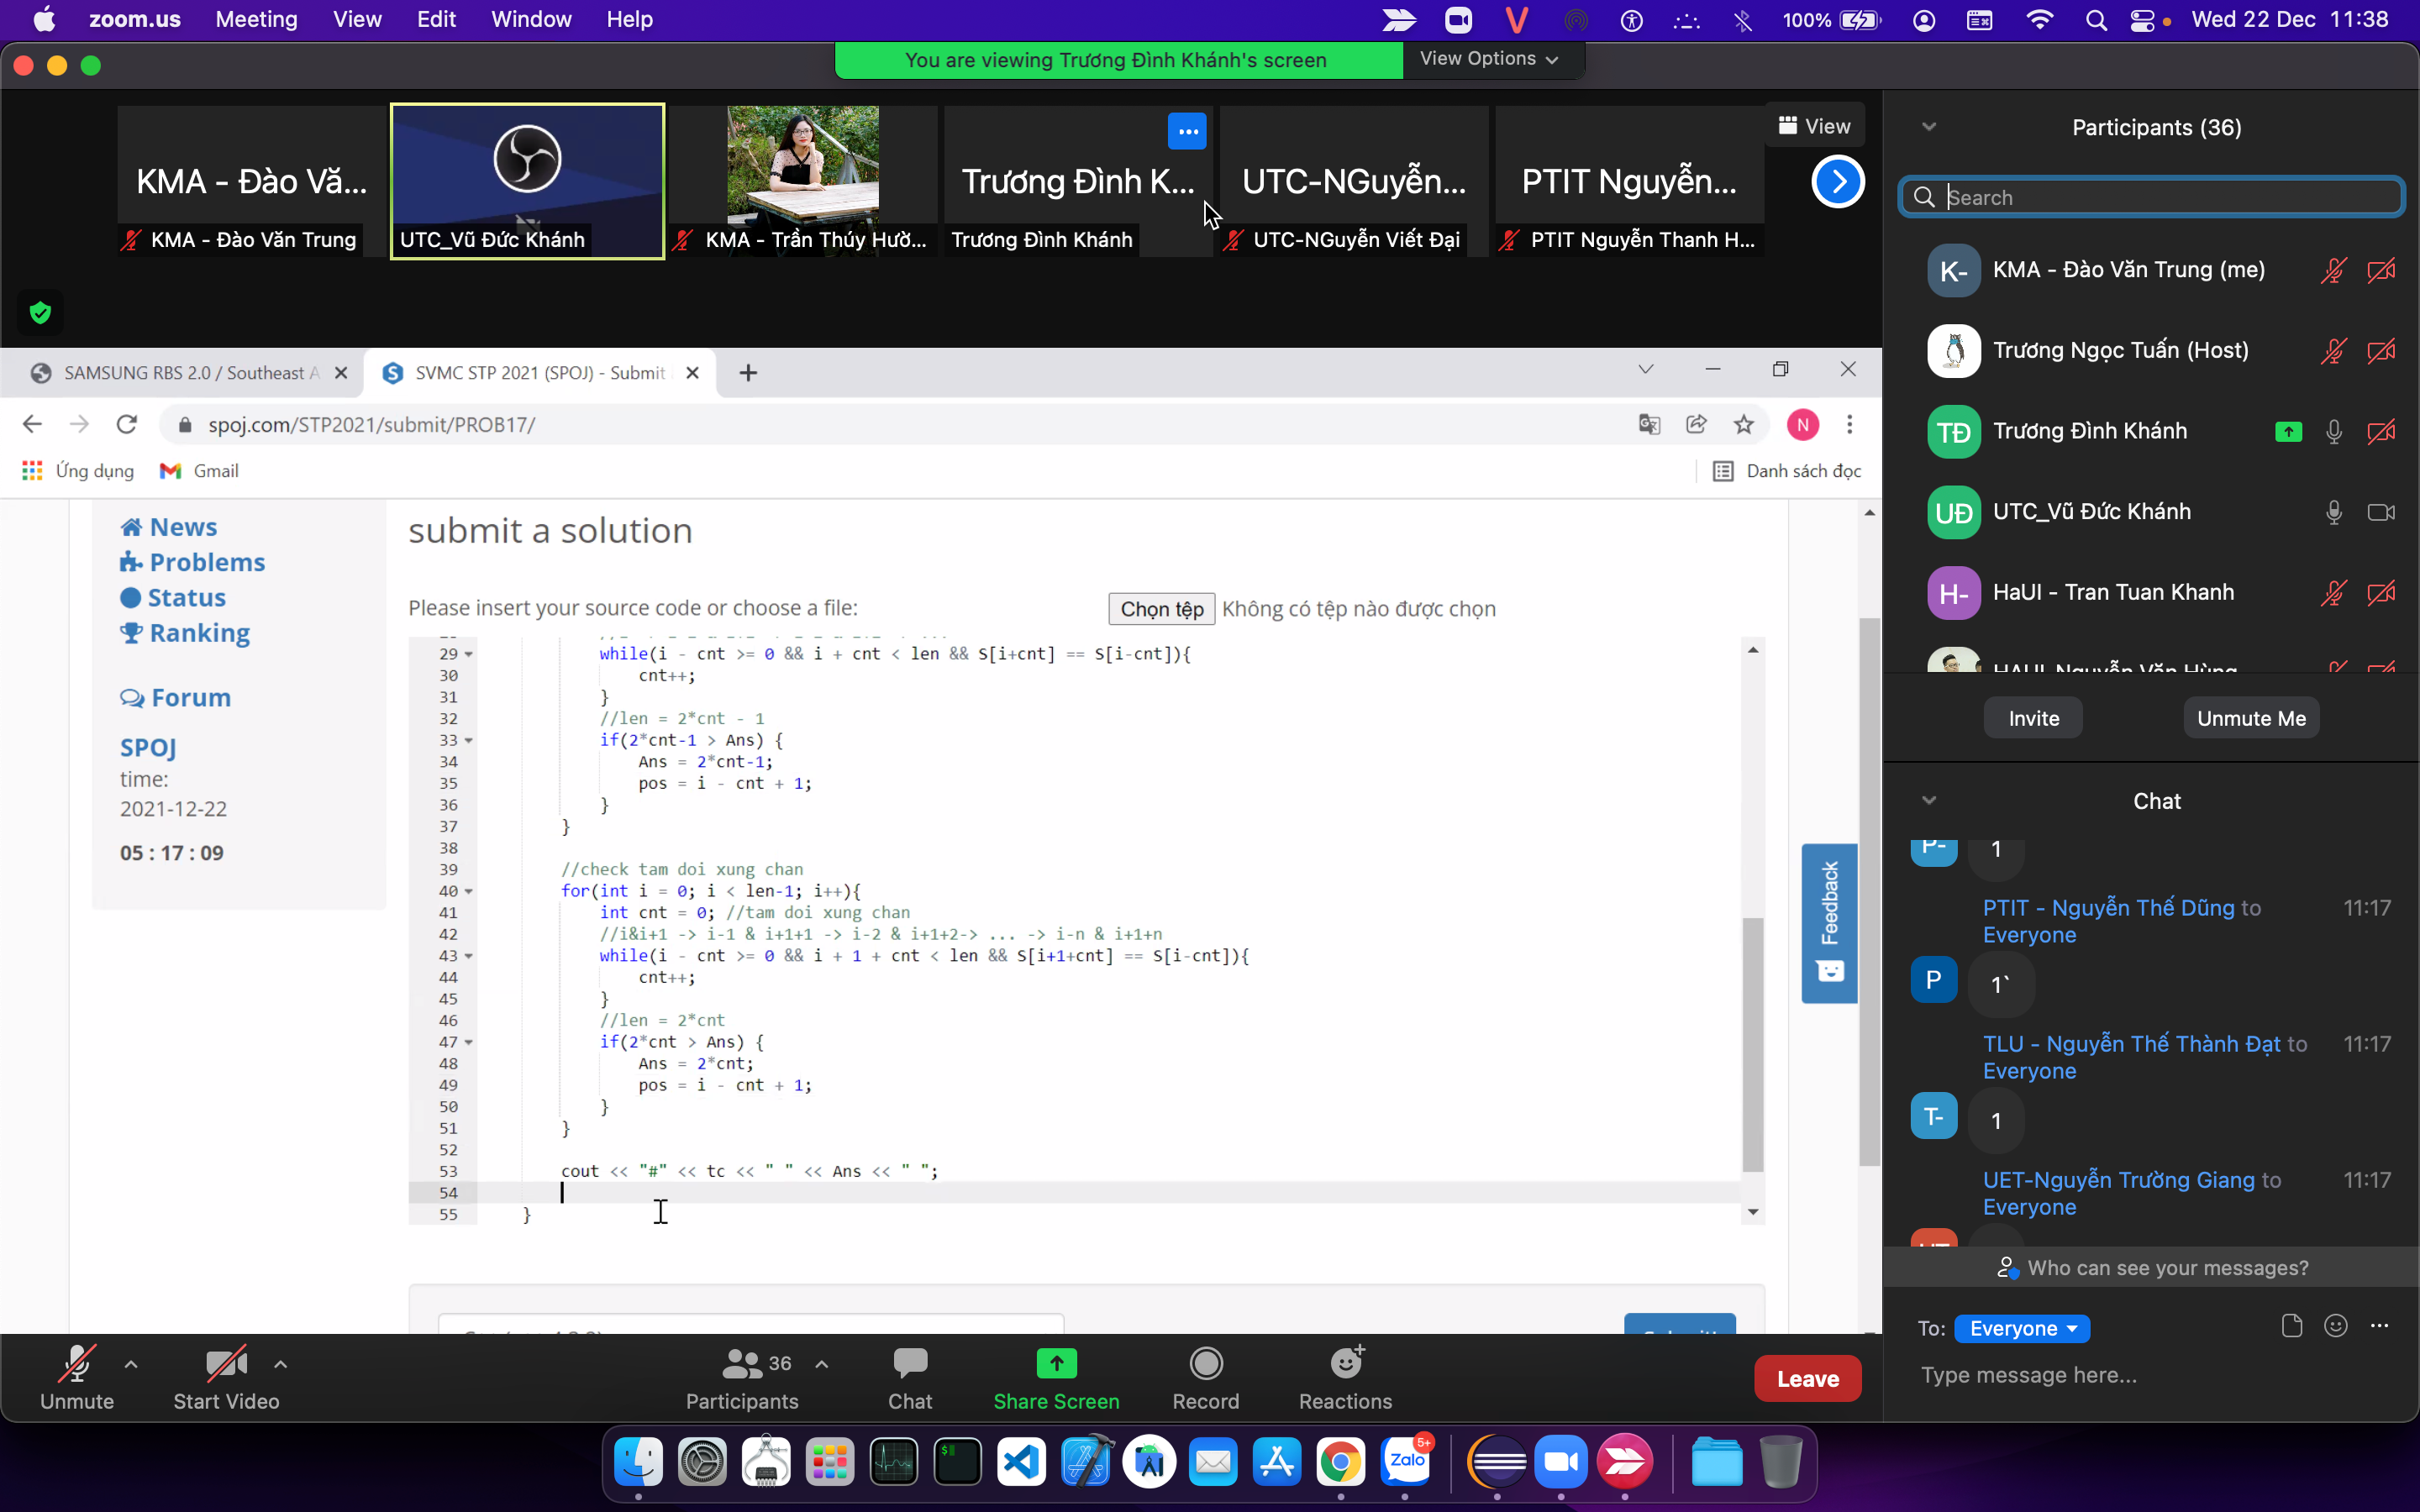 zoom.us Meeting View Edit Window Help 100% Wed 22 Dec 11:38
You are viewing Trương Đình Khánh's screen View Options
KMA - Đào Vă... Trương Đình K... UTC-NGuyễn... PTIT Nguyễn... View
KMA - Đào Văn Trung UTC_Vũ Đức Khánh KMA - Trần Thúy Hườ... Trương Đình Khánh UTC-NGuyễn Viết Đại PTIT Nguyễn Thanh H...
SAMSUNG RBS 2.0 / Southeast A SVMC STP 2021 (SPOJ) - Submit
spoj.com/STP2021/submit/PROB17/ N
Ứng dụng Gmail Danh sách đọc
News
Problems
Status
Ranking
Forum
SPOJ
time:
2021-12-22
05 : 17 : 09
submit a solution
Please insert your source code or choose a file: Chọn tệp Không có tệp nào được chọn
29 while(i - cnt >= 0 && i + cnt < len && S[i+cnt] == S[i-cnt]){
30 cnt++;
31 }
32 //len = 2*cnt - 1
33 if(2*cnt-1 > Ans) {
34 Ans = 2*cnt-1;
35 pos = i - cnt + 1;
36 }
37 }
38
39 //check tam doi xung chan
40 for(int i = 0; i < len-1; i++){
41 int cnt = 0; //tam doi xung chan
42 //i&i+1 -> i-1 & i+1+1 -> i-2 & i+1+2-> ... -> i-n & i+1+n
43 while(i - cnt >= 0 && i + 1 + cnt < len && S[i+1+cnt] == S[i-cnt]){
44 cnt++;
45 }
46 //len = 2*cnt
47 if(2*cnt > Ans) {
48 Ans = 2*cnt;
49 pos = i - cnt + 1;
50 }
51 }
52
53 cout << "#" << tc << " " << Ans << " ";
54
55 }
Feedback
Participants (36)
Search
K- KMA - Đào Văn Trung (me)
Trương Ngọc Tuấn (Host)
TĐ Trương Đình Khánh
UĐ UTC_Vũ Đức Khánh
H- HaUI - Tran Tuan Khanh
HAUI Nguyễn Văn Hùng
Invite Unmute Me
Chat
P- 1
PTIT - Nguyễn Thế Dũng to 11:17
Everyone
P 1`
TLU - Nguyễn Thế Thành Đạt to 11:17
Everyone
T- 1
UET-Nguyễn Trường Giang to 11:17
Everyone
Who can see your messages?
To: Everyone
Type message here...
Unmute Start Video 36 Participants Chat Share Screen Record Reactions Leave
Zalo 5+